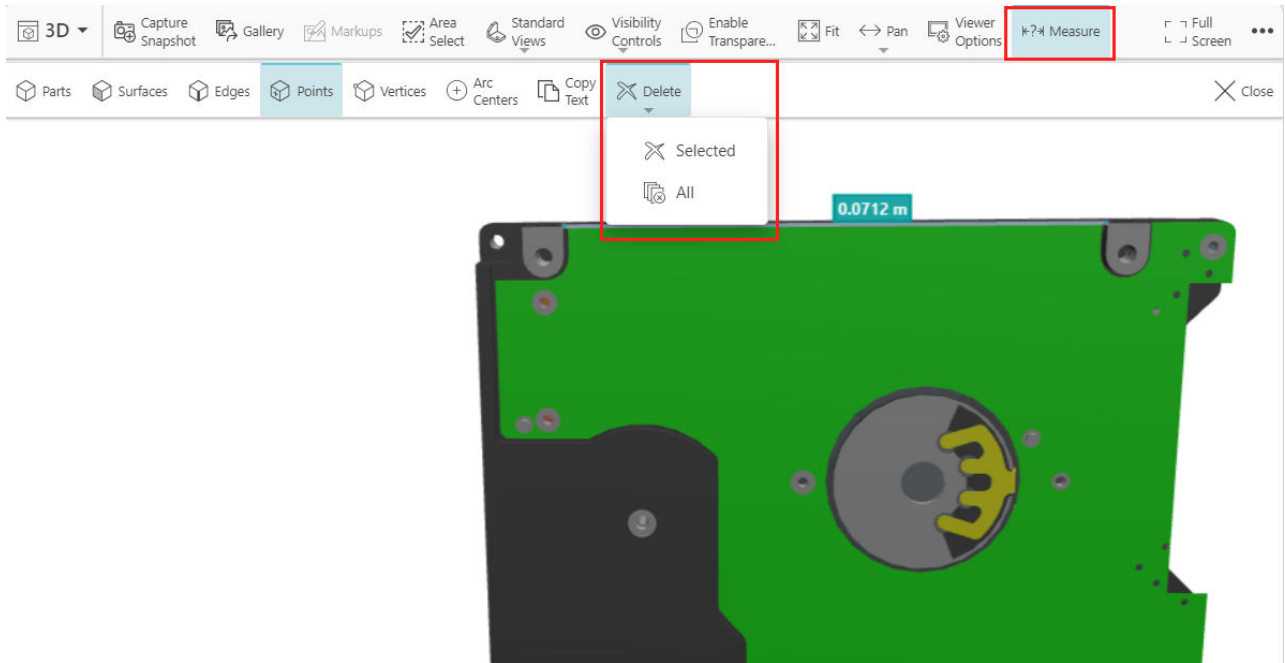 3D
Capture
Snapshot
Gallery
Markups
Area
Select
Standard
Views
Visibility
Controls
Enable
Transpare...
Fit
Pan
Viewer
Options
Measure
Full
Screen
Parts
Surfaces
Edges
Points
Vertices
Arc
Centers
Copy
Text
Delete
Close
Selected
All
0.0712 m